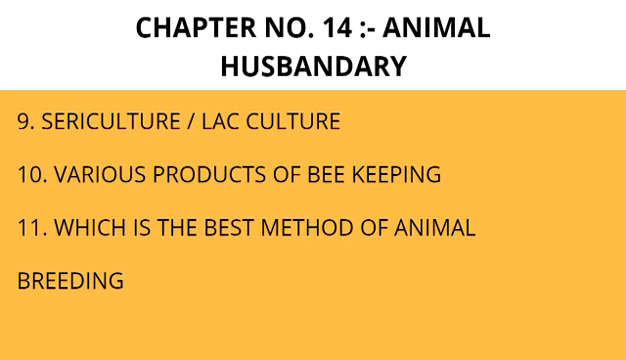 CHAPTER NO. 14 :- ANIMAL
HUSBANDARY
9. SERICULTURE / LAC CULTURE
10. VARIOUS PRODUCTS OF BEE KEEPING
11. WHICH IS THE BEST METHOD OF ANIMAL
BREEDING